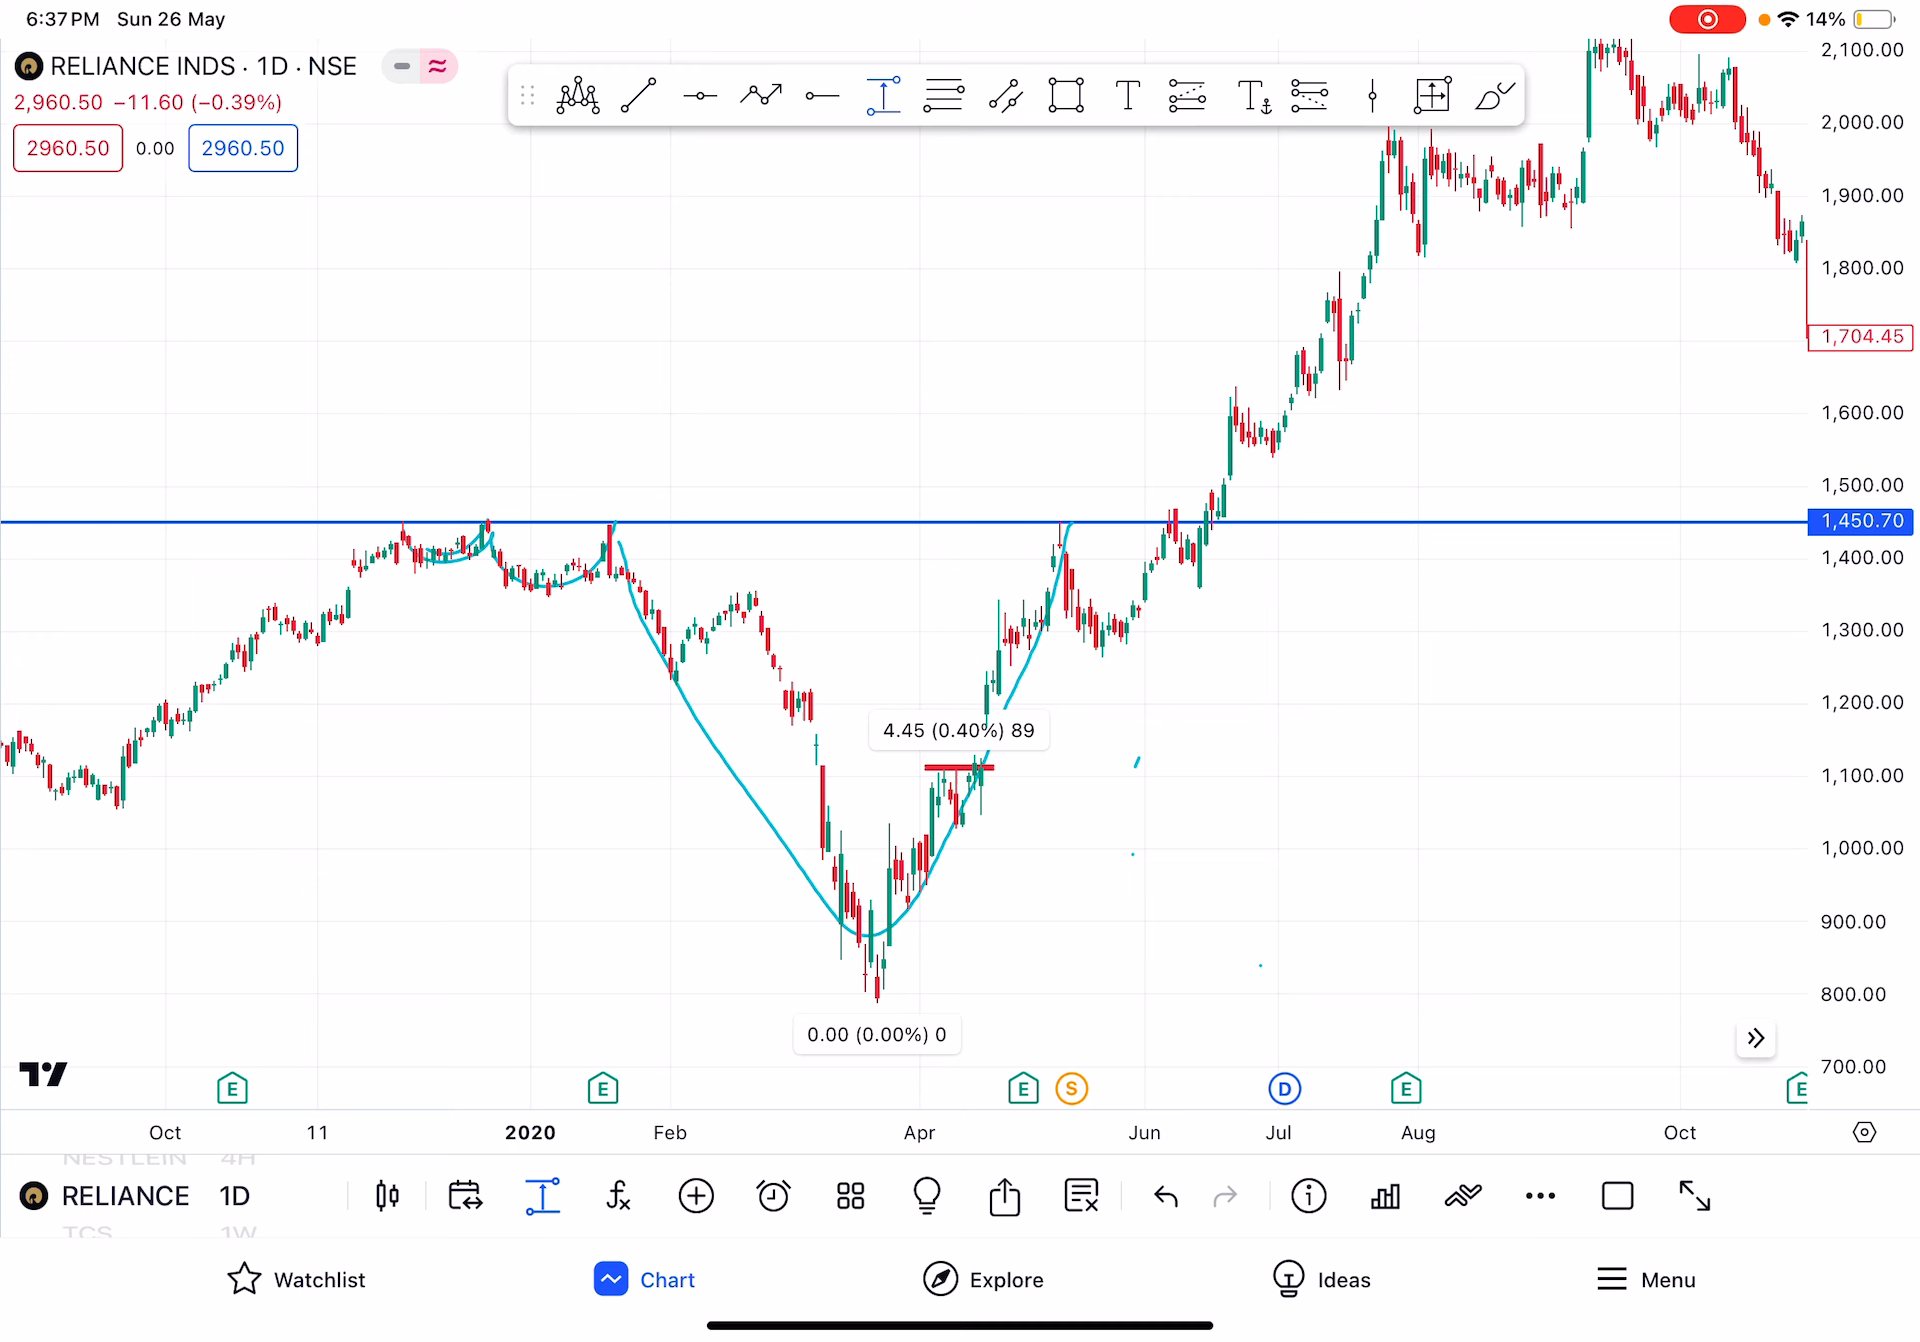 6:37 PM Sun 26 May
14%
RELIANCE INDS · 1D · NSE
2,960.50 −11.60 (−0.39%)
2960.50 0.00 2960.50
2,100.00
2,000.00
1,900.00
1,800.00
1,704.45
1,600.00
1,500.00
1,450.70
1,400.00
1,300.00
1,200.00
1,100.00
1,000.00
900.00
800.00
700.00
4.45 (0.40%) 89
0.00 (0.00%) 0
E E E S D E E
Oct 11 2020 Feb Apr Jun Jul Aug Oct
NESTLEIN 4H
RELIANCE 1D
TCS 1W
Watchlist Chart Explore Ideas Menu